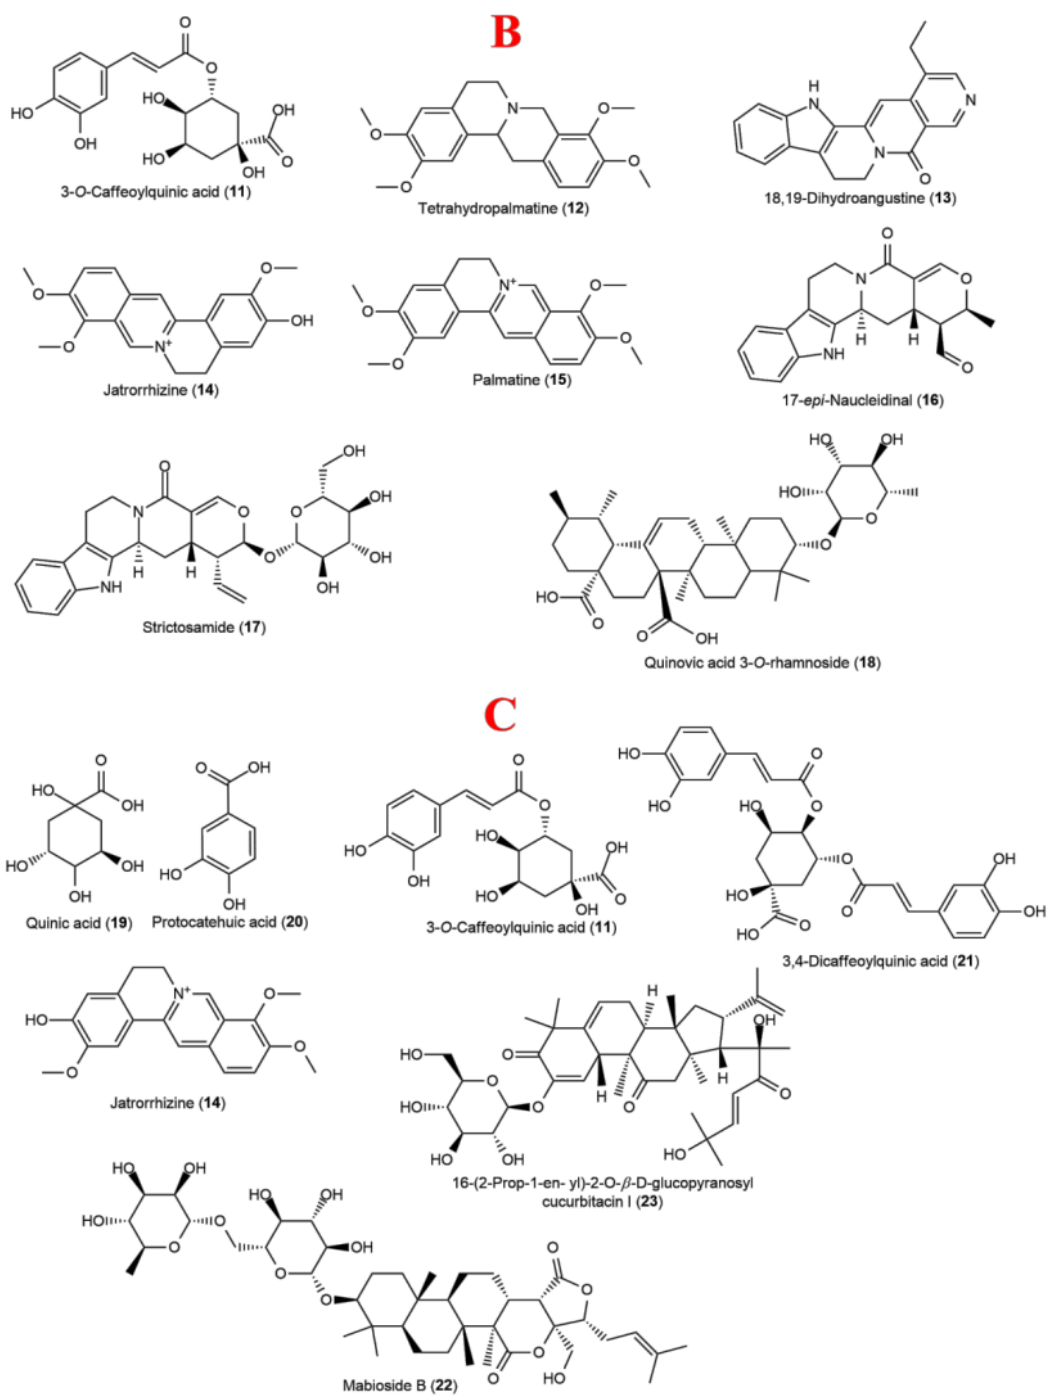 B
3-O-Caffeoylquinic acid (11)
Tetrahydropalmatine (12)
18,19-Dihydroangustine (13)
Jatrorrhizine (14)
Palmatine (15)
17-epi-Naucleidinal (16)
Strictosamide (17)
Quinovic acid 3-O-rhamnoside (18)
C
Quinic acid (19)
Protocatehuic acid (20)
3-O-Caffeoylquinic acid (11)
3,4-Dicaffeoylquinic acid (21)
Jatrorrhizine (14)
16-(2-Prop-1-en- yl)-2-O-β-D-glucopyranosyl
cucurbitacin I (23)
Mabioside B (22)